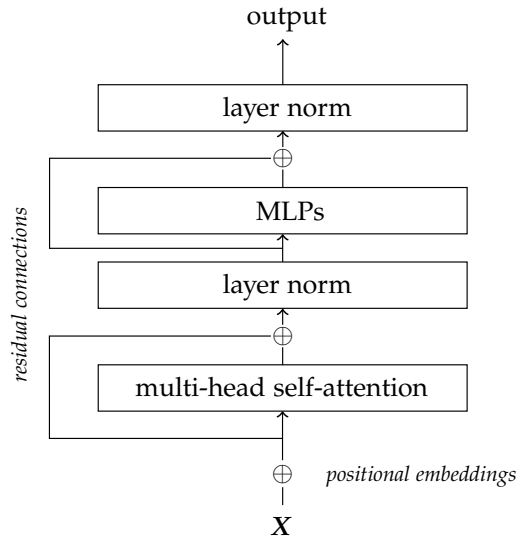 output
layer norm
MLPs
layer norm
residual connections
multi-head self-attention
positional embeddings
X